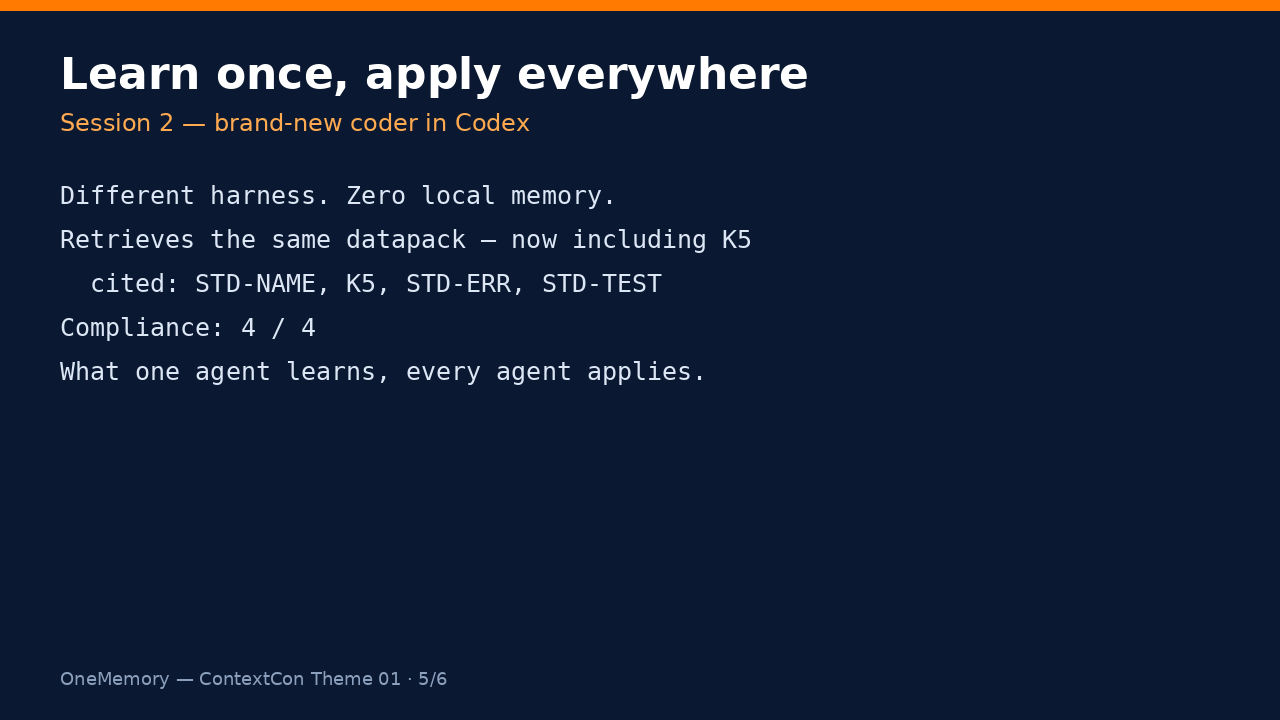 Learn once, apply everywhere
Session 2 — brand-new coder in Codex
Different harness. Zero local memory.
Retrieves the same datapack — now including K5
  cited: STD-NAME, K5, STD-ERR, STD-TEST
Compliance: 4 / 4
What one agent learns, every agent applies.
OneMemory — ContextCon Theme 01 · 5/6